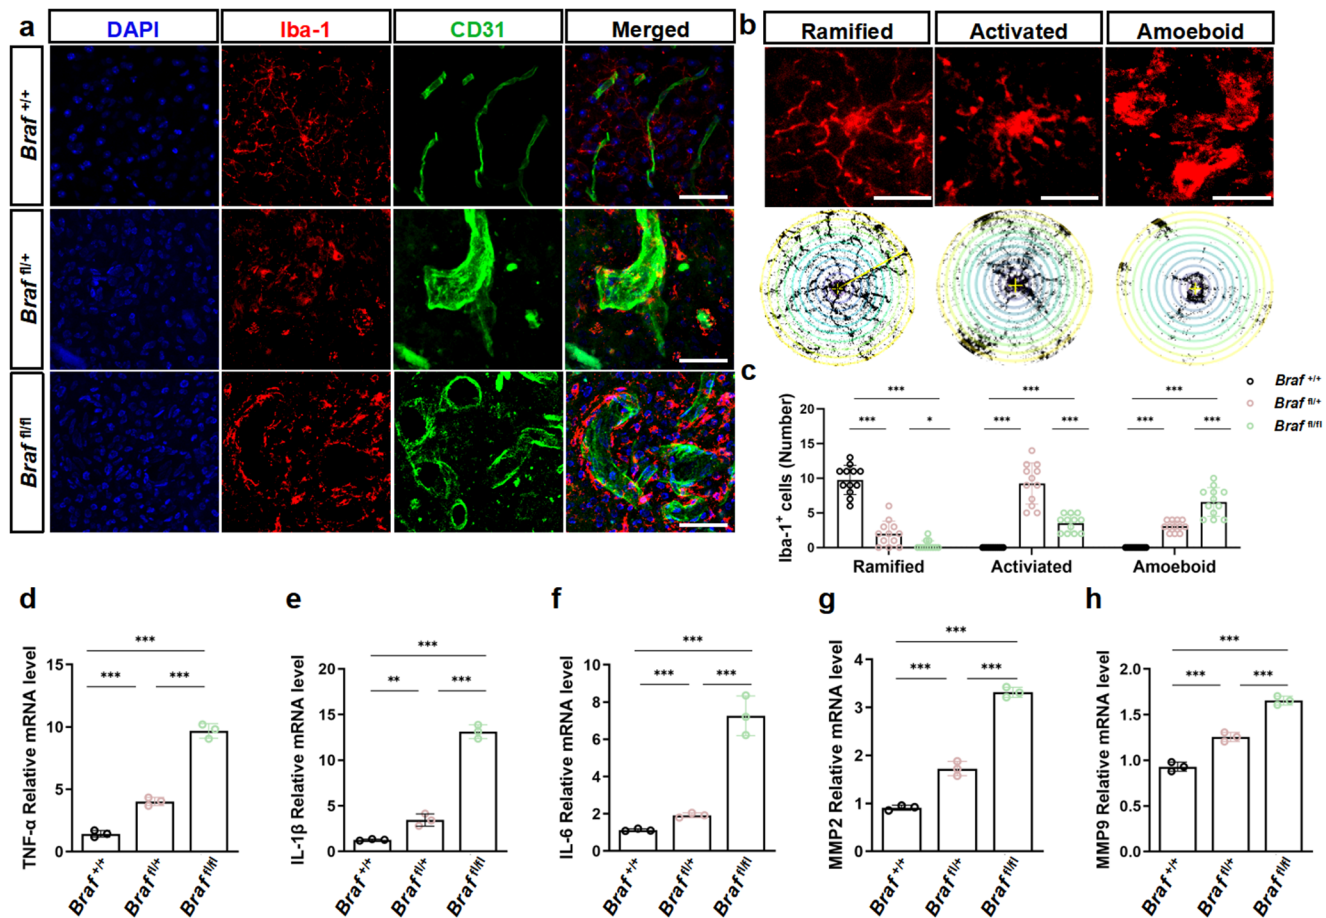 a
DAPI
Iba-1
CD31
Merged
Braf +/+
Braf fl/+
Braf fl/fl
b
Ramified
Activated
Amoeboid
c
Iba-1+ cells (Number)
20
15
10
5
0
***
***
*
***
***
***
***
***
***
Ramified
Activiated
Amoeboid
Braf +/+
Braf fl/+
Braf fl/fl
d
TNF-α Relative mRNA level
15
10
5
0
***
***
***
Braf +/+
Braf fl/+
Braf fl/fl
e
IL-1β Relative mRNA level
20
15
10
5
0
***
**
***
Braf +/+
Braf fl/+
Braf fl/fl
f
IL-6 Relative mRNA level
10
8
6
4
2
0
***
***
***
Braf +/+
Braf fl/+
Braf fl/fl
g
MMP2 Relative mRNA level
4
3
2
1
0
***
***
***
Braf +/+
Braf fl/+
Braf fl/fl
h
MMP9 Relative mRNA level
2.0
1.5
1.0
0.5
0.0
***
***
***
Braf +/+
Braf fl/+
Braf fl/fl